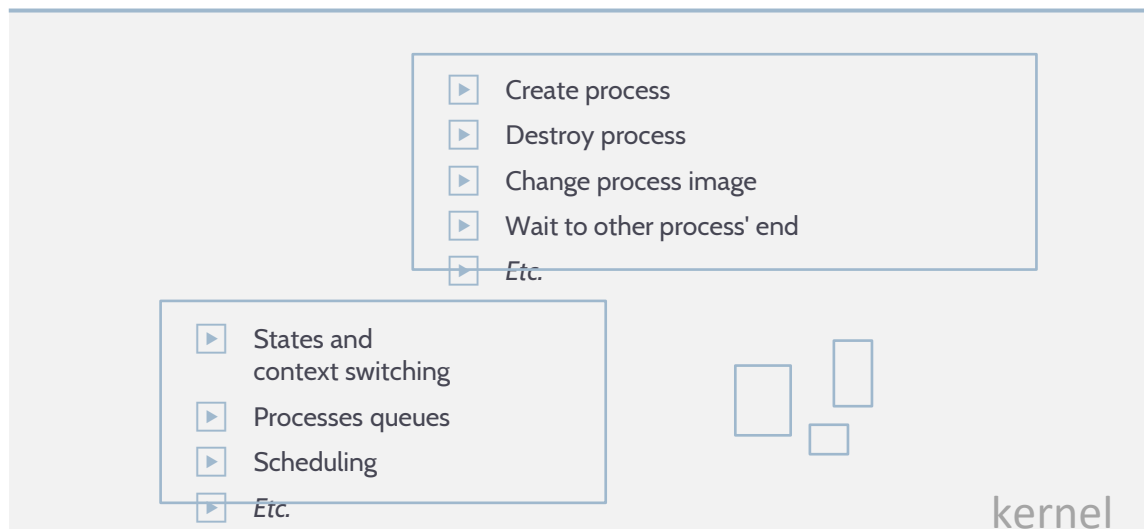 Create process
Destroy process
Change process image
Wait to other process' end
Etc.
States and
context switching
Processes queues
Scheduling
Etc.
kernel